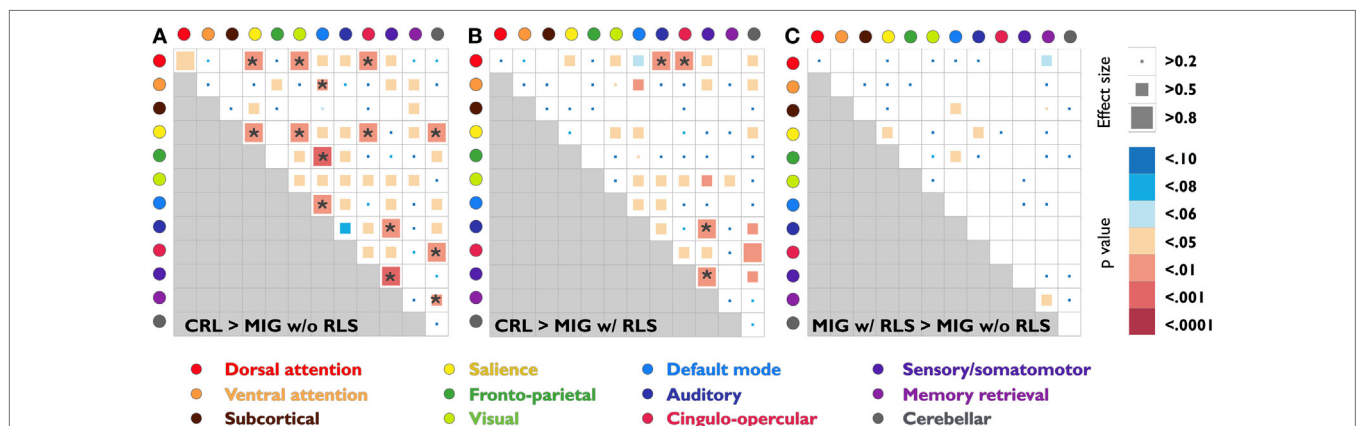 A
B
C
CRL > MIG w/o RLS
CRL > MIG w/ RLS
MIG w/ RLS > MIG w/o RLS
Effect size
>0.2
>0.5
>0.8
p value
<.10
<.08
<.06
<.05
<.01
<.001
<.0001
Dorsal attention
Salience
Default mode
Sensory/somatomotor
Ventral attention
Fronto-parietal
Auditory
Memory retrieval
Subcortical
Visual
Cingulo-opercular
Cerebellar